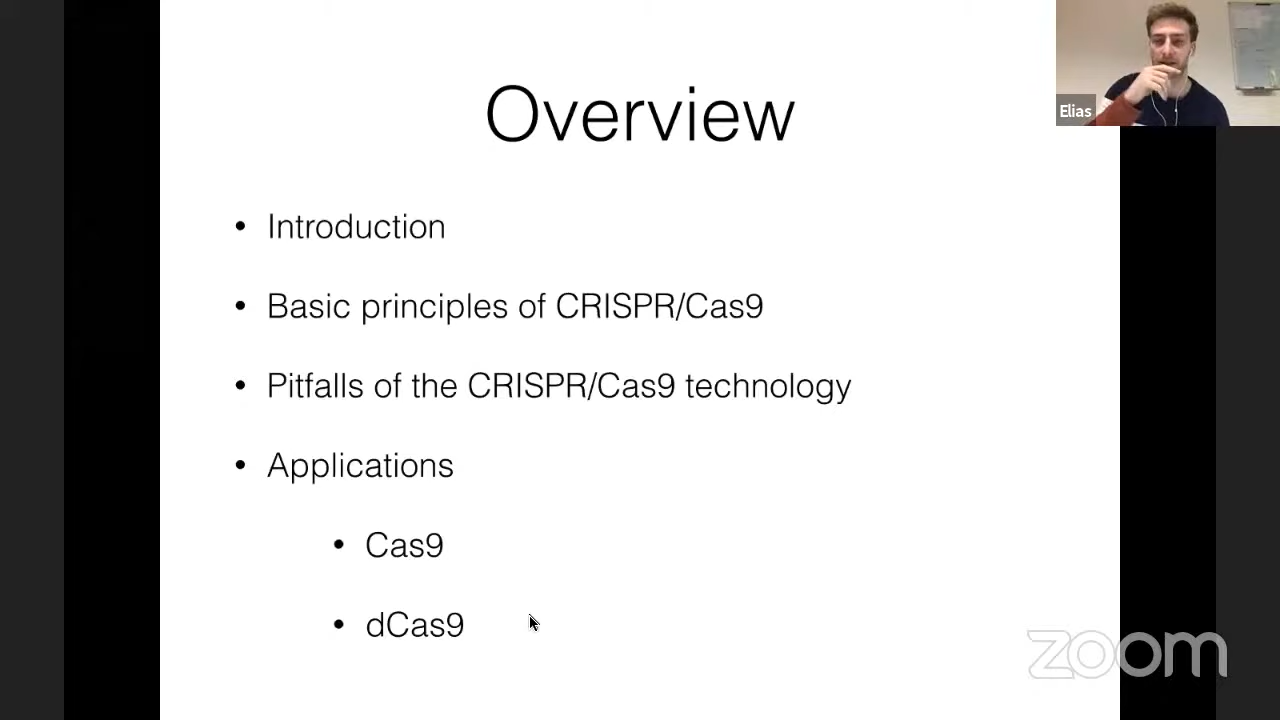 Overview
Elias
• Introduction
• Basic principles of CRISPR/Cas9
• Pitfalls of the CRISPR/Cas9 technology
• Applications
• Cas9
• dCas9
zoom